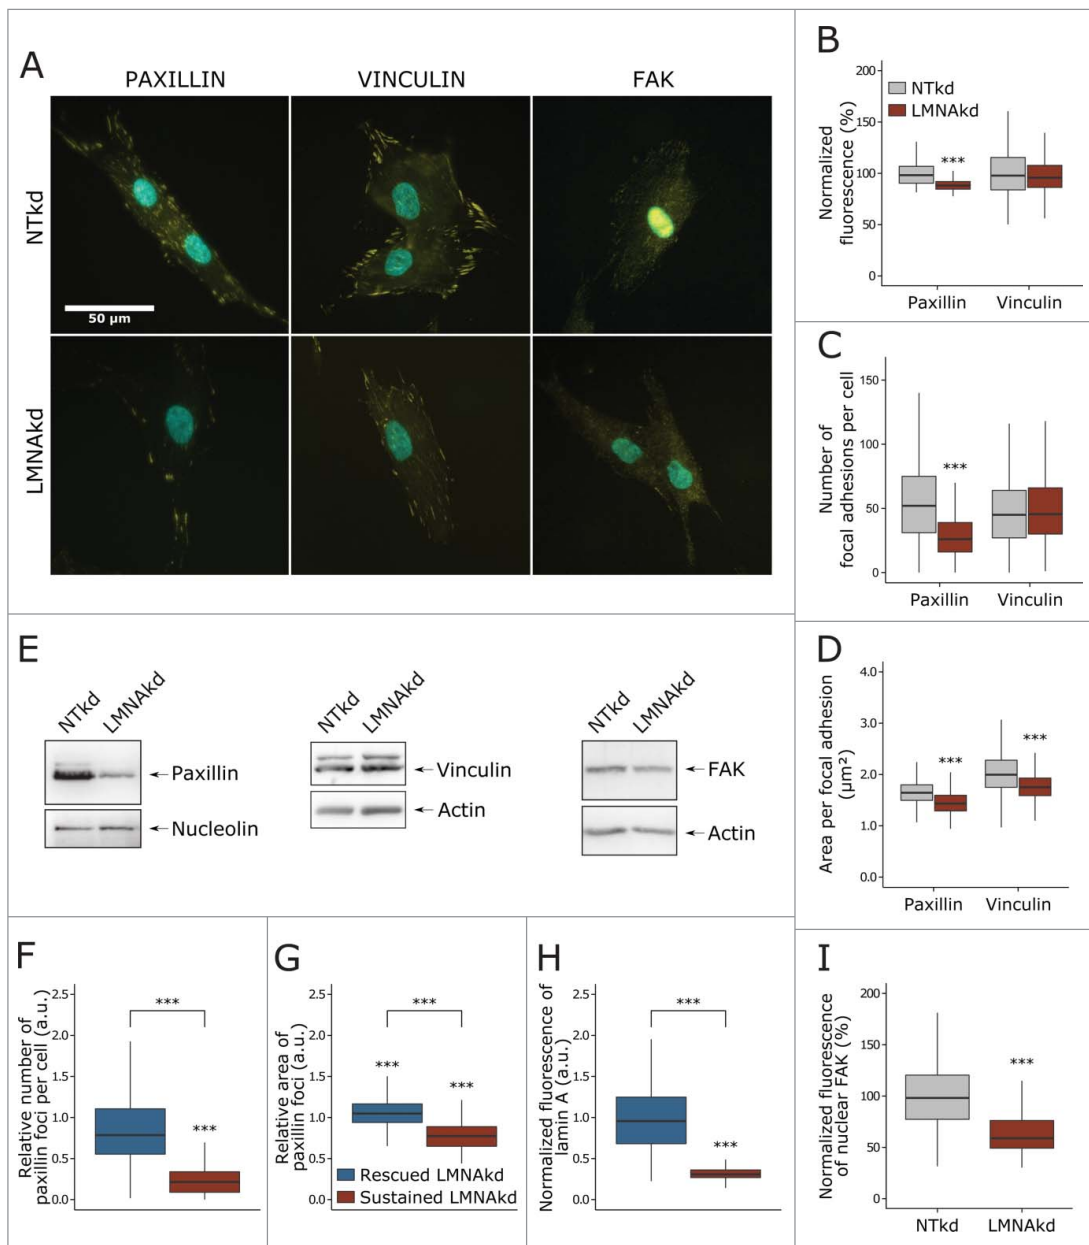 A
PAXILLIN VINCULIN FAK
NTkd
50 µm
LMNAkd
B
Normalized
fluorescence (%)
200
150
100
50
0
NTkd
LMNAkd
***
Paxillin Vinculin
C
Number of
focal adhesions per cell
150
100
50
0
***
Paxillin Vinculin
D
Area per focal adhesion
(µm²)
4.0
3.0
2.0
1.0
0.0
*** ***
Paxillin Vinculin
E
NTkd LMNAkd
Paxillin
Nucleolin
NTkd LMNAkd
Vinculin
Actin
NTkd LMNAkd
FAK
Actin
F
Relative number of
paxillin foci per cell (a.u.)
2.5
2.0
1.5
1.0
0.5
0.0
***
***
G
Relative area of
paxillin foci (a.u.)
2.5
2.0
1.5
1.0
0.5
0.0
***
*** ***
Rescued LMNAkd
Sustained LMNAkd
H
Normalized fluorescence of
lamin A (a.u.)
2.5
2.0
1.5
1.0
0.5
0.0
***
***
I
Normalized fluorescence
of nuclear FAK (%)
200
150
100
50
0
***
NTkd LMNAkd